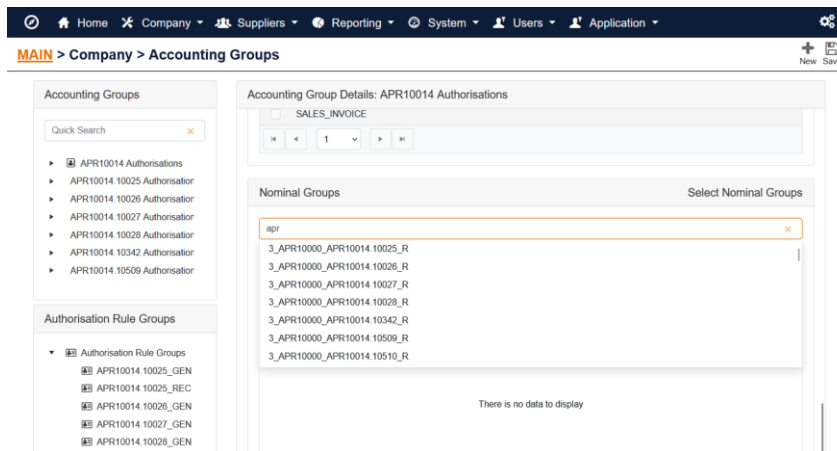 Home Company Suppliers Reporting System Users Application
MAIN > Company > Accounting Groups
New Sav
Accounting Groups
Quick Search
APR10014 Authorisations
APR10014.10025 Authorisation
APR10014.10026 Authorisation
APR10014.10027 Authorisation
APR10014.10028 Authorisation
APR10014.10342 Authorisation
APR10014.10509 Authorisation
Authorisation Rule Groups
Authorisation Rule Groups
APR10014.10025_GEN
APR10014.10025_REC
APR10014.10026_GEN
APR10014.10027_GEN
APR10014.10028_GEN
Accounting Group Details: APR10014 Authorisations
SALES_INVOICE
1
Nominal Groups
Select Nominal Groups
apr
3_APR10000_APR10014.10025_R
3_APR10000_APR10014.10026_R
3_APR10000_APR10014.10027_R
3_APR10000_APR10014.10028_R
3_APR10000_APR10014.10342_R
3_APR10000_APR10014.10509_R
3_APR10000_APR10014.10510_R
There is no data to display